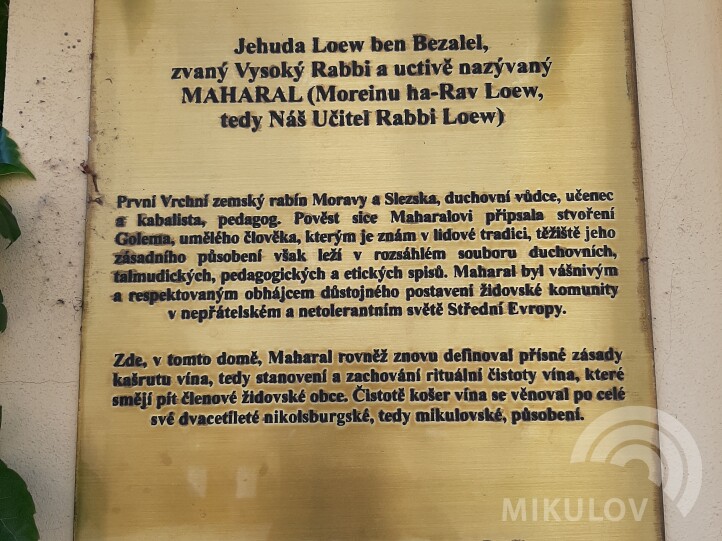 Jehuda Loew ben Bezalel,
zvaný Vysoký Rabbi a uctivě nazývaný
MAHARAL (Moreinu ha-Rav Loew,
tedy Náš Učitel Rabbi Loew)
První Vrchní zemský rabín Moravy a Slezska, duchovní vůdce, učenec
a kabalista, pedagog. Pověst sice Maharalovi připsala stvoření
Golema, umělého člověka, kterým je znám v lidové tradici, těžiště jeho
zásadního působení však leží v rozsáhlém souboru duchovních,
talmudických, pedagogických a etických spisů. Maharal byl vášnivým
a respektovaným obhájcem důstojného postavení židovské komunity
v nepřátelském a netolerantním světě Střední Evropy.
Zde, v tomto domě, Maharal rovněž znovu definoval přísné zásady
kašrutu vína, tedy stanovení a zachování rituální čistoty vína, které
smějí pít členové židovské obce. Čistotě košer vína se věnoval po celé
své dvacetileté nikolsburgské, tedy mikulovské, působení.
MIKULOV